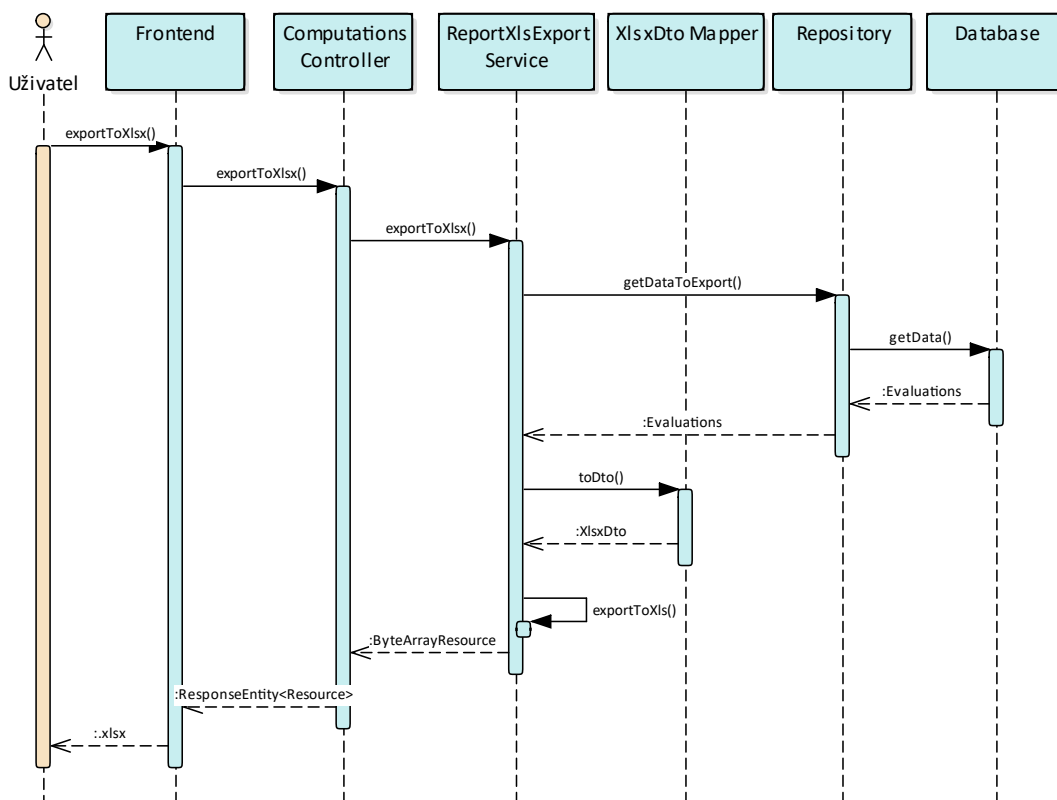 Uživatel
Frontend
Computations
Controller
ReportXlsExport
Service
XlsxDto Mapper
Repository
Database
exportToXlsx()
exportToXlsx()
exportToXlsx()
getDataToExport()
getData()
:Evaluations
:Evaluations
toDto()
:XlsxDto
exportToXls()
:ByteArrayResource
:ResponseEntity<Resource>
:.xlsx